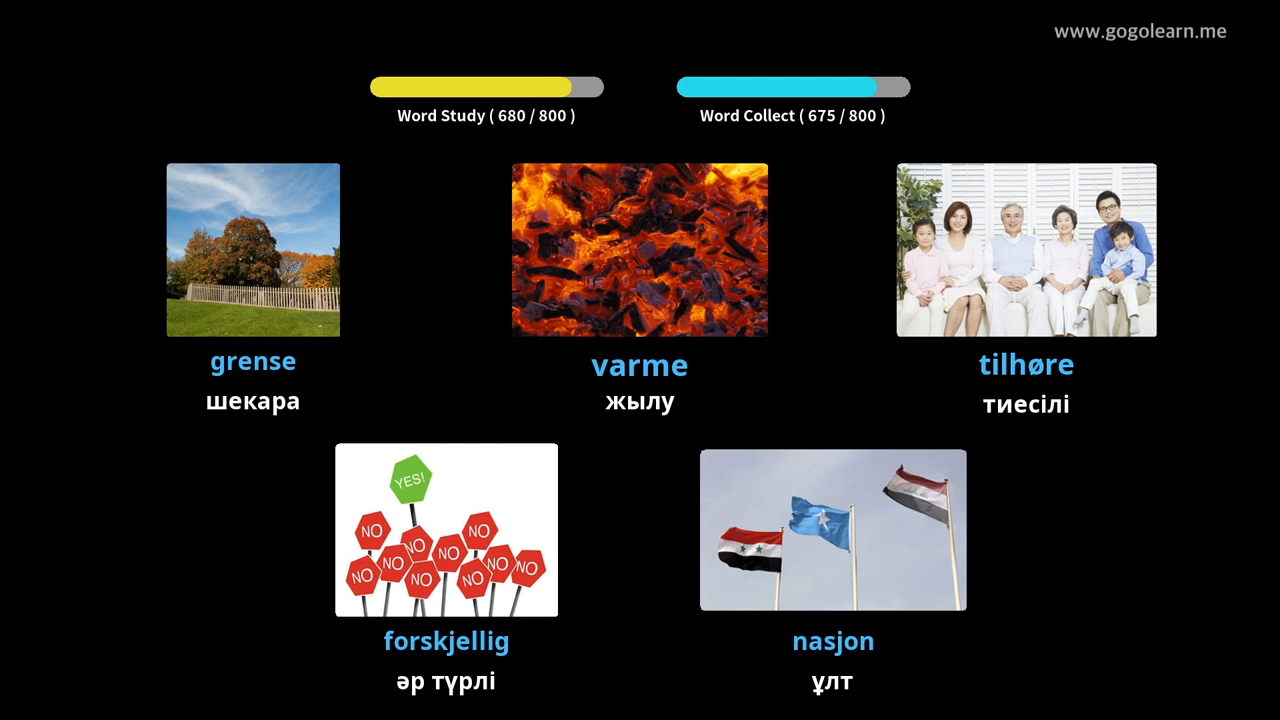 www.gogolearn.me
Word Study ( 680 / 800 )
Word Collect ( 675 / 800 )
grense
шекара
varme
жылу
tilhøre
тиесілі
YES!
NO
NO
NO
NO
NO
NO
NO
NO
NO
NO
forskjellig
әр түрлі
nasjon
ұлт